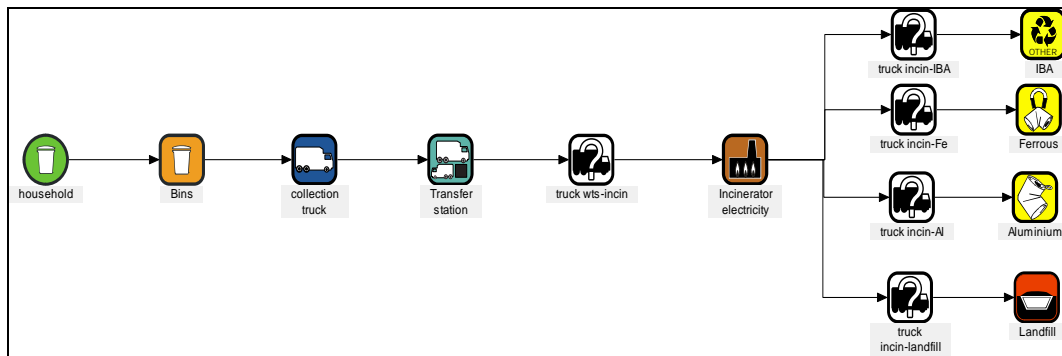 OTHER
truck incin-IBA
IBA
truck incin-Fe
Ferrous
household
Bins
collection
truck
Transfer
station
truck wts-incin
Incinerator
electricity
truck incin-Al
Aluminium
truck
incin-landfill
Landfill